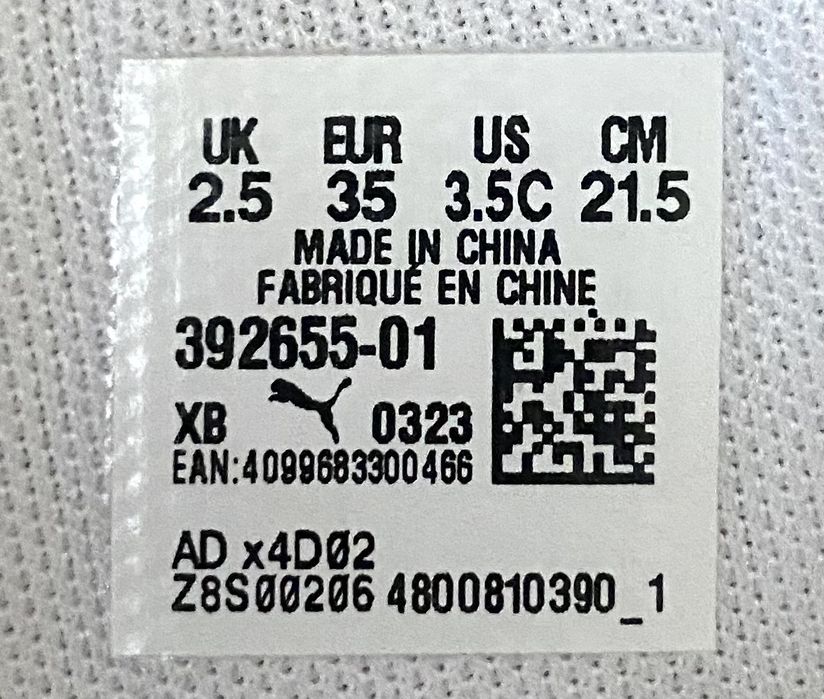 UK EUR US CM
2.5 35 3.5C 21.5
MADE IN CHINA
FABRIQUÉ EN CHINE
392655-01
XB 0323
EAN:4099683300466
AD x4D02
Z8S00206 4800810390_1